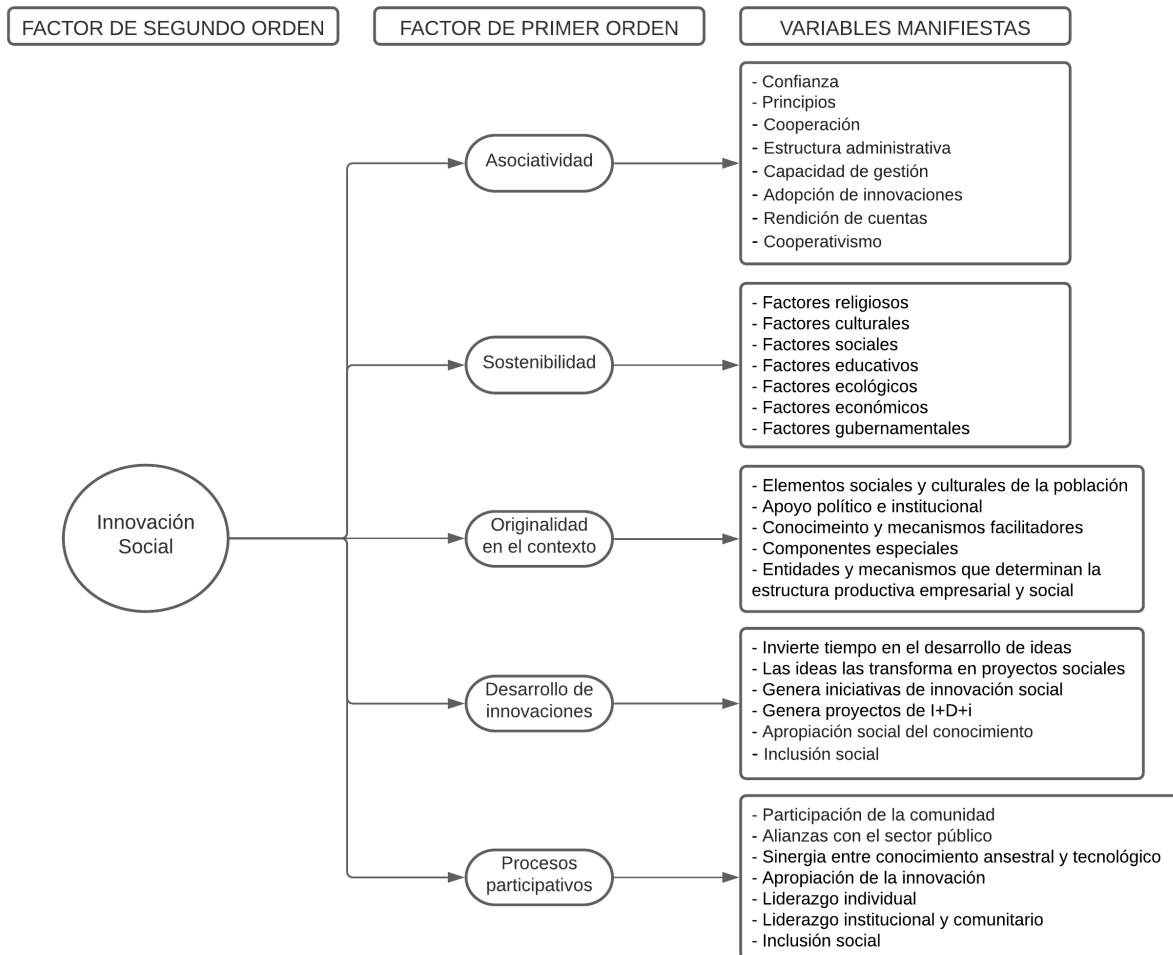 FACTOR DE SEGUNDO ORDEN
FACTOR DE PRIMER ORDEN
VARIABLES MANIFIESTAS
Innovación
Social
Asociatividad
- Confianza
- Principios
- Cooperación
- Estructura administrativa
- Capacidad de gestión
- Adopción de innovaciones
- Rendición de cuentas
- Cooperativismo
Sostenibilidad
- Factores religiosos
- Factores culturales
- Factores sociales
- Factores educativos
- Factores ecológicos
- Factores económicos
- Factores gubernamentales
Originalidad
en el contexto
- Elementos sociales y culturales de la población
- Apoyo político e institucional
- Conocimeinto y mecanismos facilitadores
- Componentes especiales
- Entidades y mecanismos que determinan la
estructura productiva empresarial y social
Desarrollo de
innovaciones
- Invierte tiempo en el desarrollo de ideas
- Las ideas las transforma en proyectos sociales
- Genera iniciativas de innovación social
- Genera proyectos de I+D+i
- Apropiación social del conocimiento
- Inclusión social
Procesos
participativos
- Participación de la comunidad
- Alianzas con el sector público
- Sinergia entre conocimiento ansestral y tecnológico
- Apropiación de la innovación
- Liderazgo individual
- Liderazgo institucional y comunitario
- Inclusión social